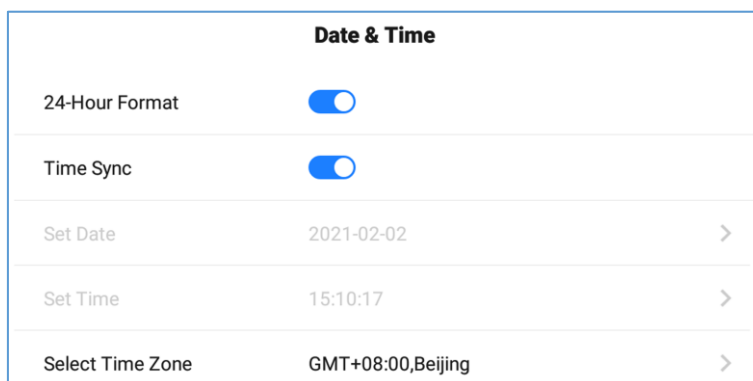 Date & Time
24-Hour Format
Time Sync
Set Date 2021-02-02
Set Time 15:10:17
Select Time Zone GMT+08:00,Beijing